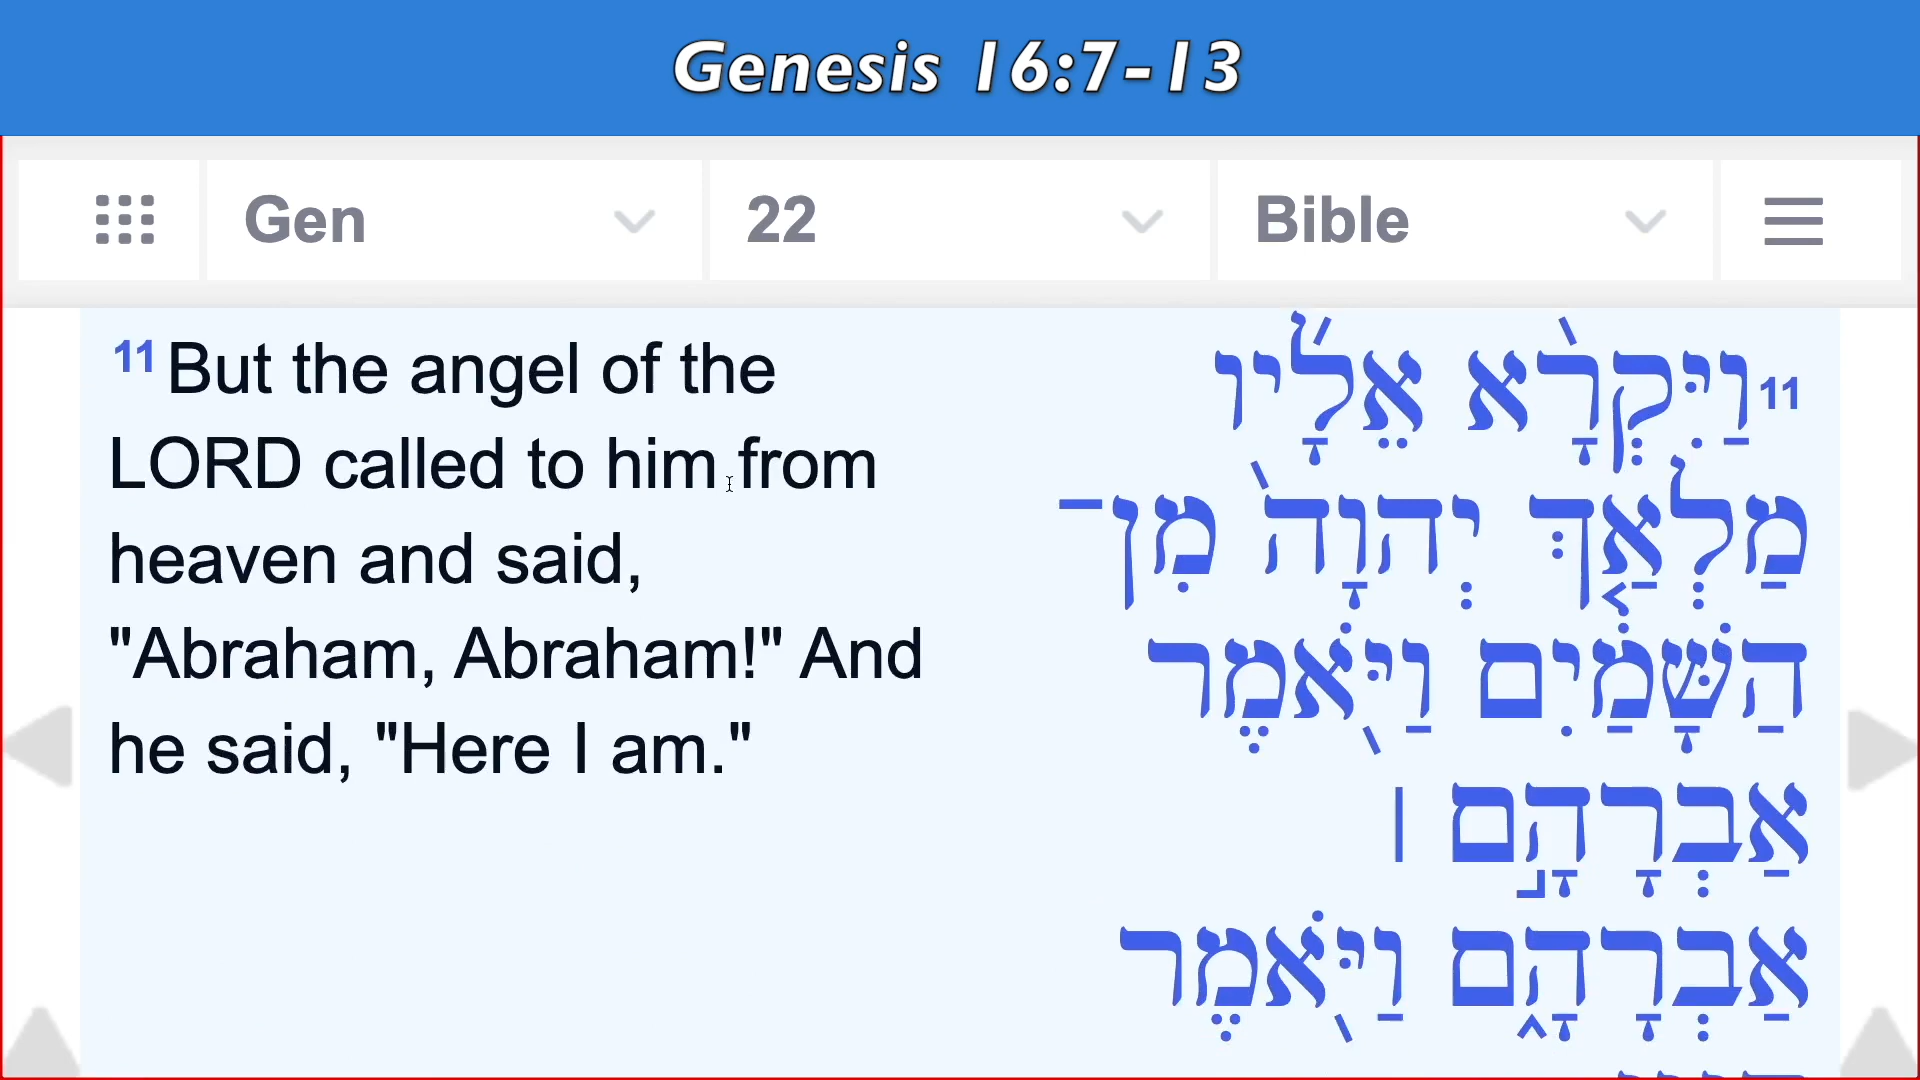 Genesis 16:7-13
Gen
22
Bible
11 But the angel of the
LORD called to him from
heaven and said,
"Abraham, Abraham!" And
he said, "Here I am."
11 וַיִּקְרָ֨א אֵלָ֜יו
מַלְאַ֤ךְ יְהוָה֙ מִן־
הַשָּׁמַ֔יִם וַיֹּ֖אמֶר
אַבְרָהָ֣ם ׀
אַבְרָהָ֑ם וַיֹּ֖אמֶר